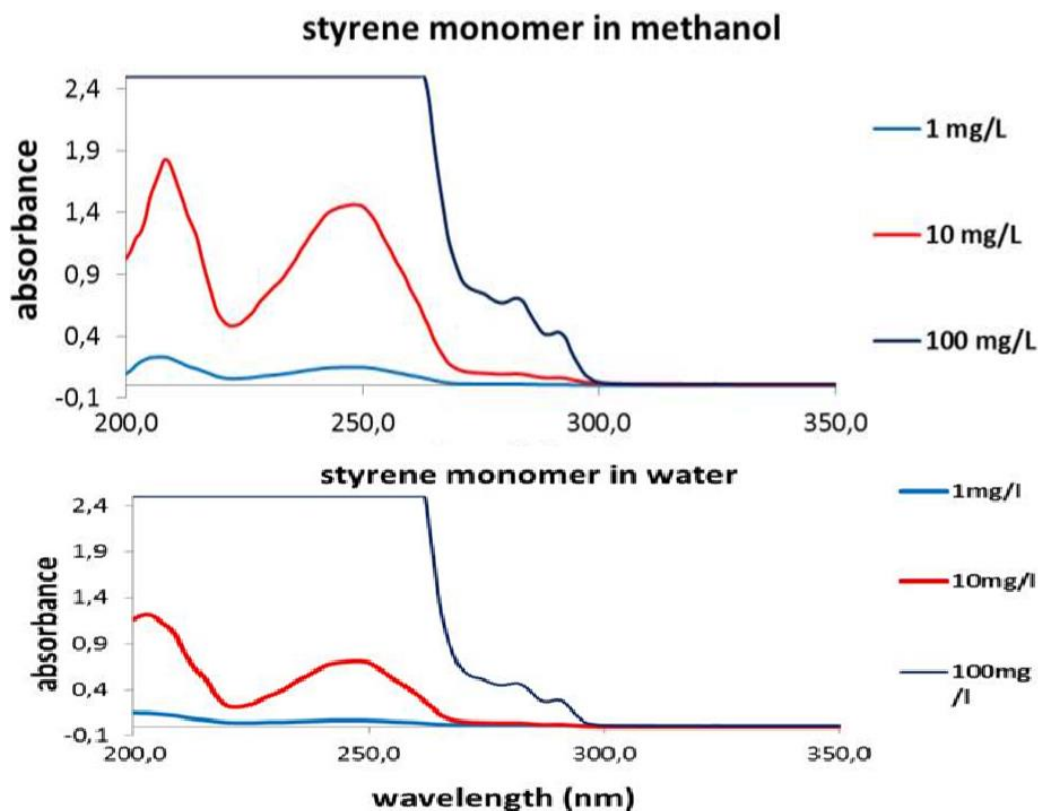 styrene monomer in methanol
absorbance
2,4
1,9
1,4
0,9
0,4
-0,1
200,0 250,0 300,0 350,0
1 mg/L
10 mg/L
100 mg/L
styrene monomer in water
absorbance
2,4
1,9
1,4
0,9
0,4
-0,1
200,0 250,0 300,0 350,0
wavelength (nm)
1mg/l
10mg/l
100mg
/l